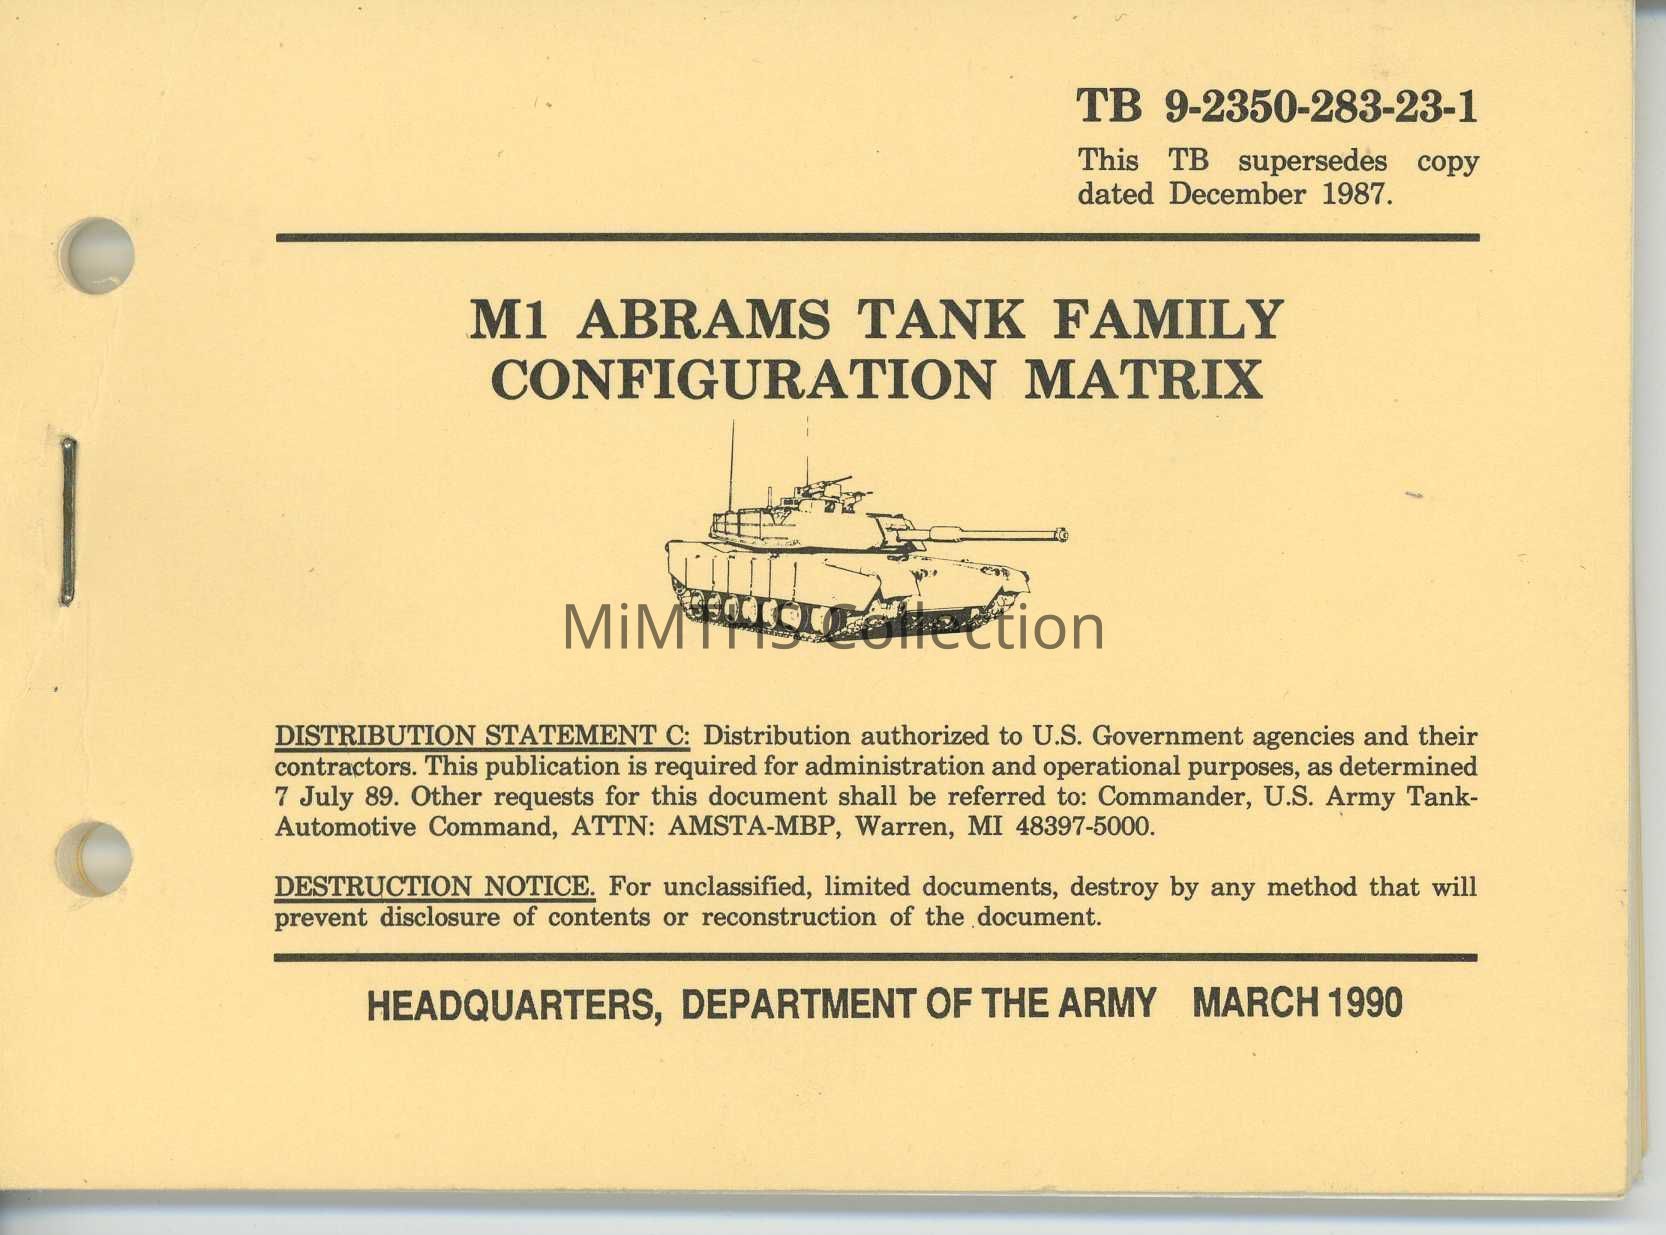 TB 9-2350-283-23-1
This TB supersedes copy
dated December 1987.
M1 ABRAMS TANK FAMILY
CONFIGURATION MATRIX
MiMTHS Collection
DISTRIBUTION STATEMENT C: Distribution authorized to U.S. Government agencies and their
contractors. This publication is required for administration and operational purposes, as determined
7 July 89. Other requests for this document shall be referred to: Commander, U.S. Army Tank-
Automotive Command, ATTN: AMSTA-MBP, Warren, MI 48397-5000.
DESTRUCTION NOTICE. For unclassified, limited documents, destroy by any method that will
prevent disclosure of contents or reconstruction of the document.
HEADQUARTERS, DEPARTMENT OF THE ARMY MARCH 1990